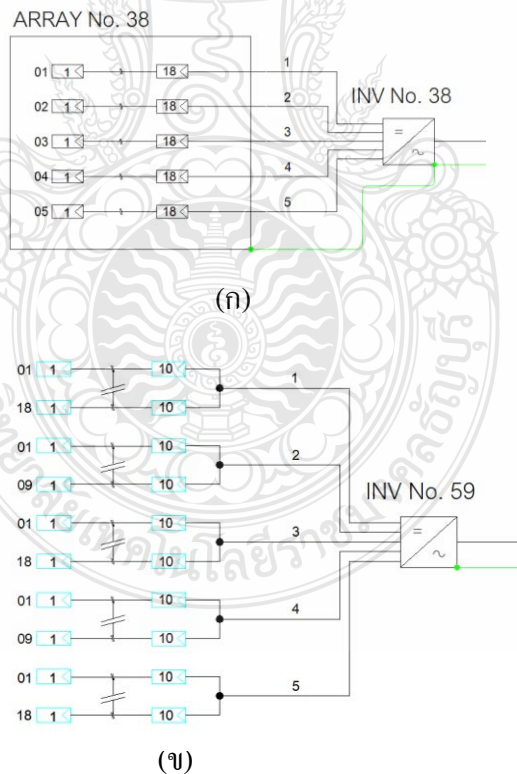 ARRAY No. 38
01 1 18 1
02 1 18 2
INV No. 38
03 1 18 3
= ~
04 1 18 4
05 1 18 5
(ก)
01 1 10 1
18 1 10
01 1 10 2
09 1 10
INV No. 59
01 1 10 3
= ~
18 1 10
01 1 10 4
09 1 10
01 1 10 5
18 1 10
(ข)